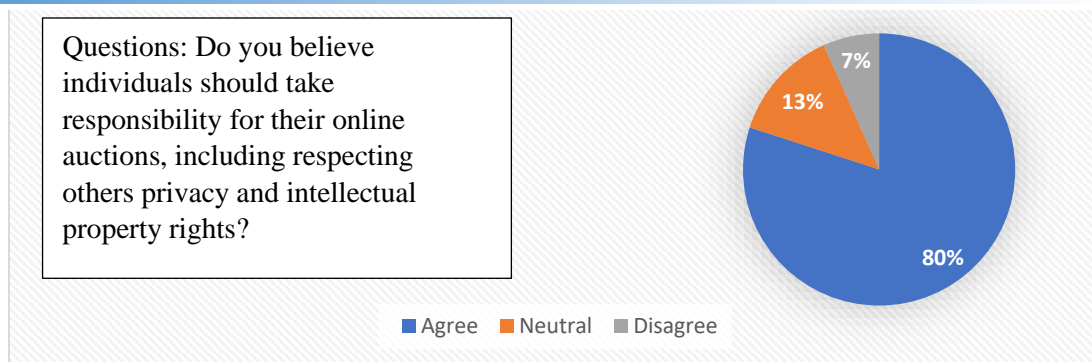 Questions: Do you believe
individuals should take
responsibility for their online
auctions, including respecting
others privacy and intellectual
property rights?
7%
13%
80%
Agree Neutral Disagree